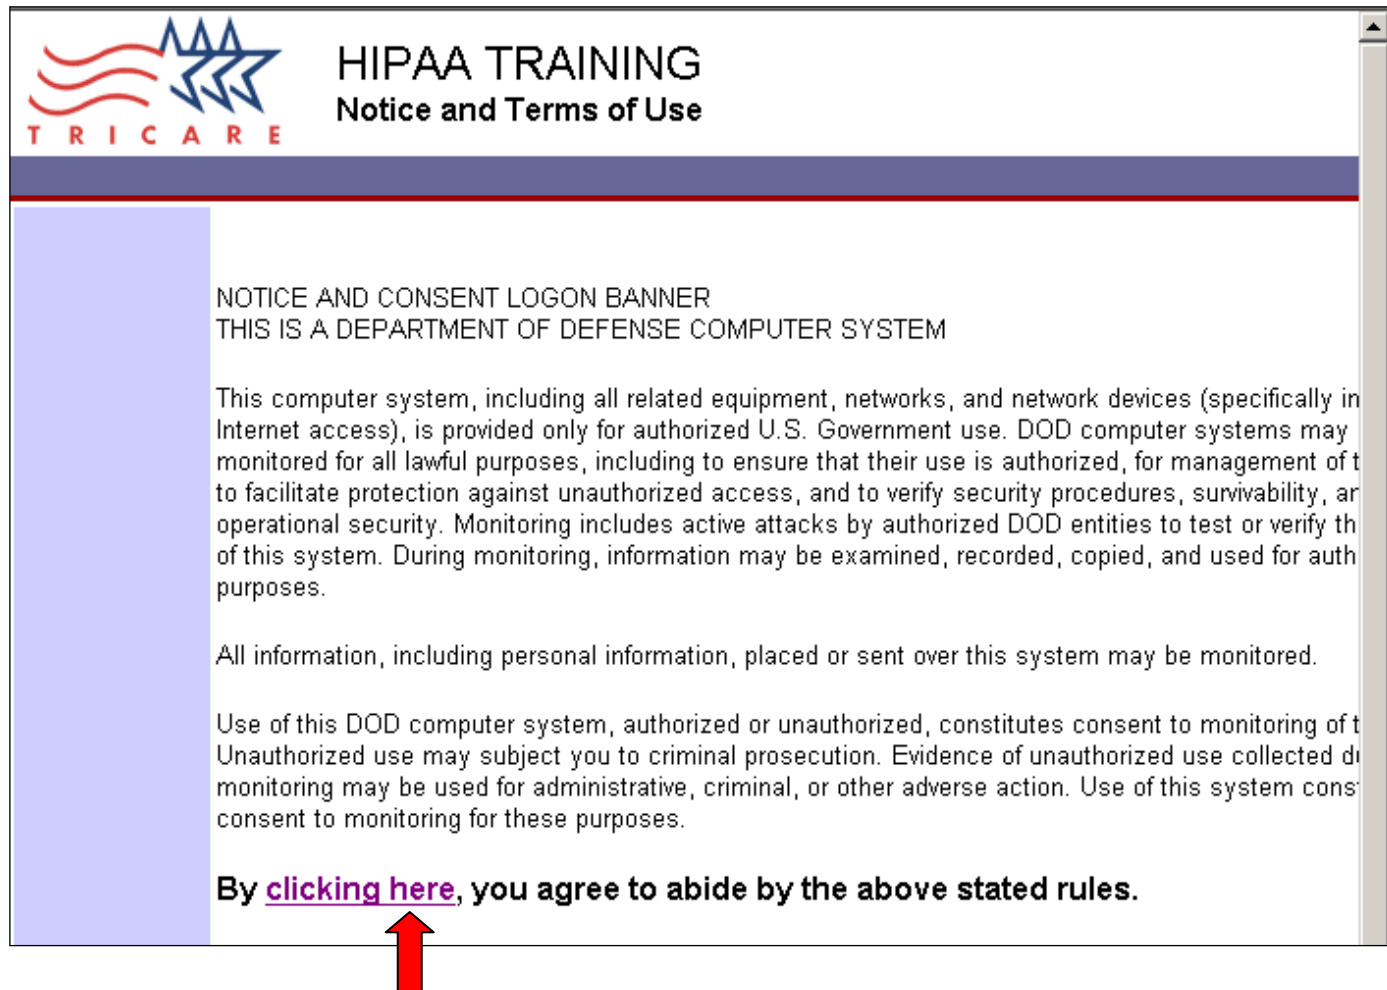 TRICARE
HIPAA TRAINING
Notice and Terms of Use
NOTICE AND CONSENT LOGON BANNER
THIS IS A DEPARTMENT OF DEFENSE COMPUTER SYSTEM
This computer system, including all related equipment, networks, and network devices (specifically in
Internet access), is provided only for authorized U.S. Government use. DOD computer systems may
monitored for all lawful purposes, including to ensure that their use is authorized, for management of t
to facilitate protection against unauthorized access, and to verify security procedures, survivability, ar
operational security. Monitoring includes active attacks by authorized DOD entities to test or verify th
of this system. During monitoring, information may be examined, recorded, copied, and used for auth
purposes.
All information, including personal information, placed or sent over this system may be monitored.
Use of this DOD computer system, authorized or unauthorized, constitutes consent to monitoring of t
Unauthorized use may subject you to criminal prosecution. Evidence of unauthorized use collected d
monitoring may be used for administrative, criminal, or other adverse action. Use of this system cons
consent to monitoring for these purposes.
By clicking here, you agree to abide by the above stated rules.